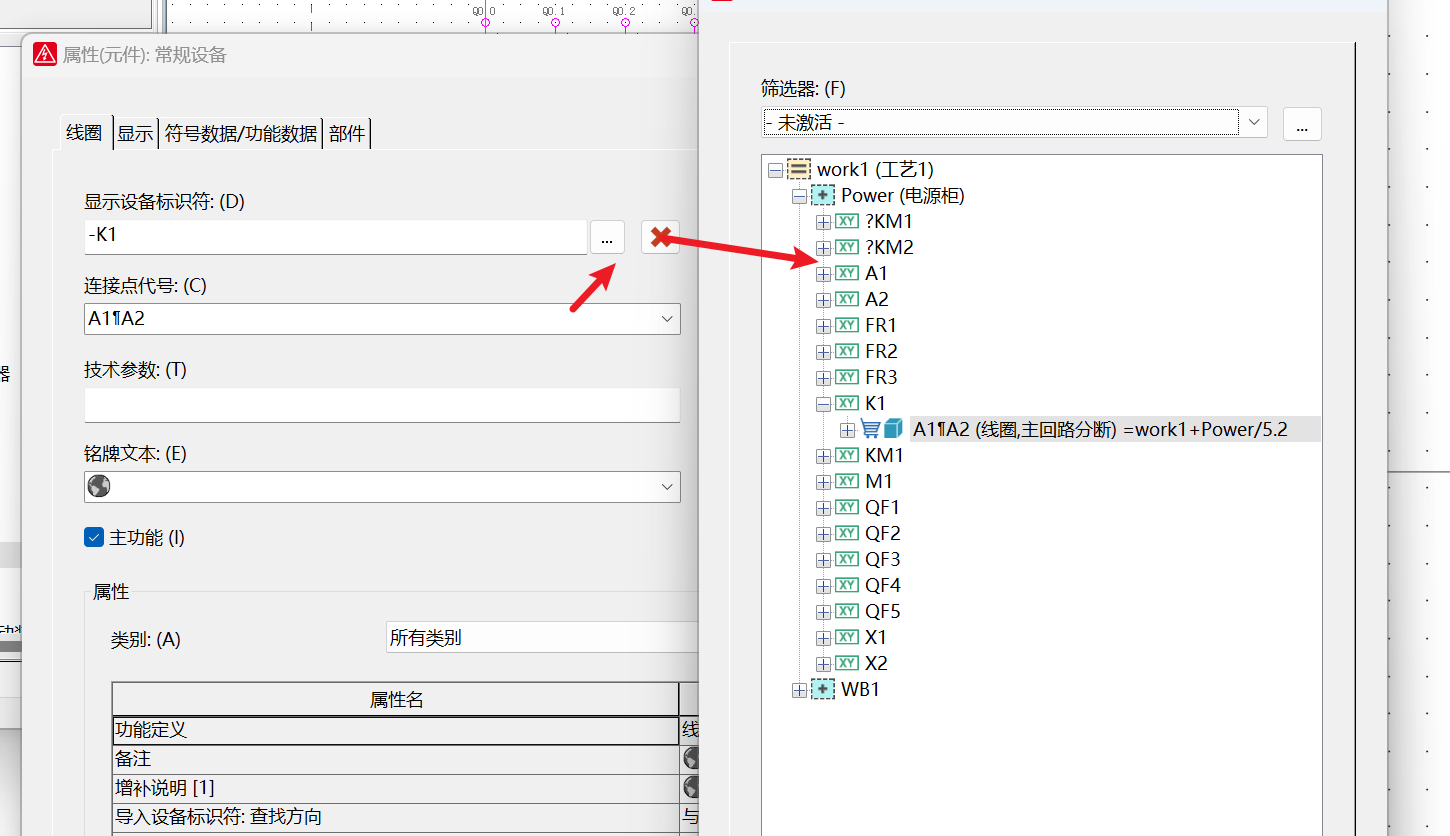 0.0
Q0.1
Q0.2
属性(元件): 常规设备
线圈
显示
符号数据/功能数据
部件
显示设备标识符: (D)
-K1
...
连接点代号: (C)
A1¶A2
技术参数: (T)
铭牌文本: (E)
主功能 (I)
属性
类别: (A)
所有类别
属性名
功能定义
线
备注
增补说明 [1]
导入设备标识符: 查找方向
与
器
筛选器: (F)
- 未激活 -
...
work1 (工艺1)
Power (电源柜)
?KM1
?KM2
A1
A2
FR1
FR2
FR3
K1
A1¶A2 (线圈,主回路分断) =work1+Power/5.2
KM1
M1
QF1
QF2
QF3
QF4
QF5
X1
X2
WB1